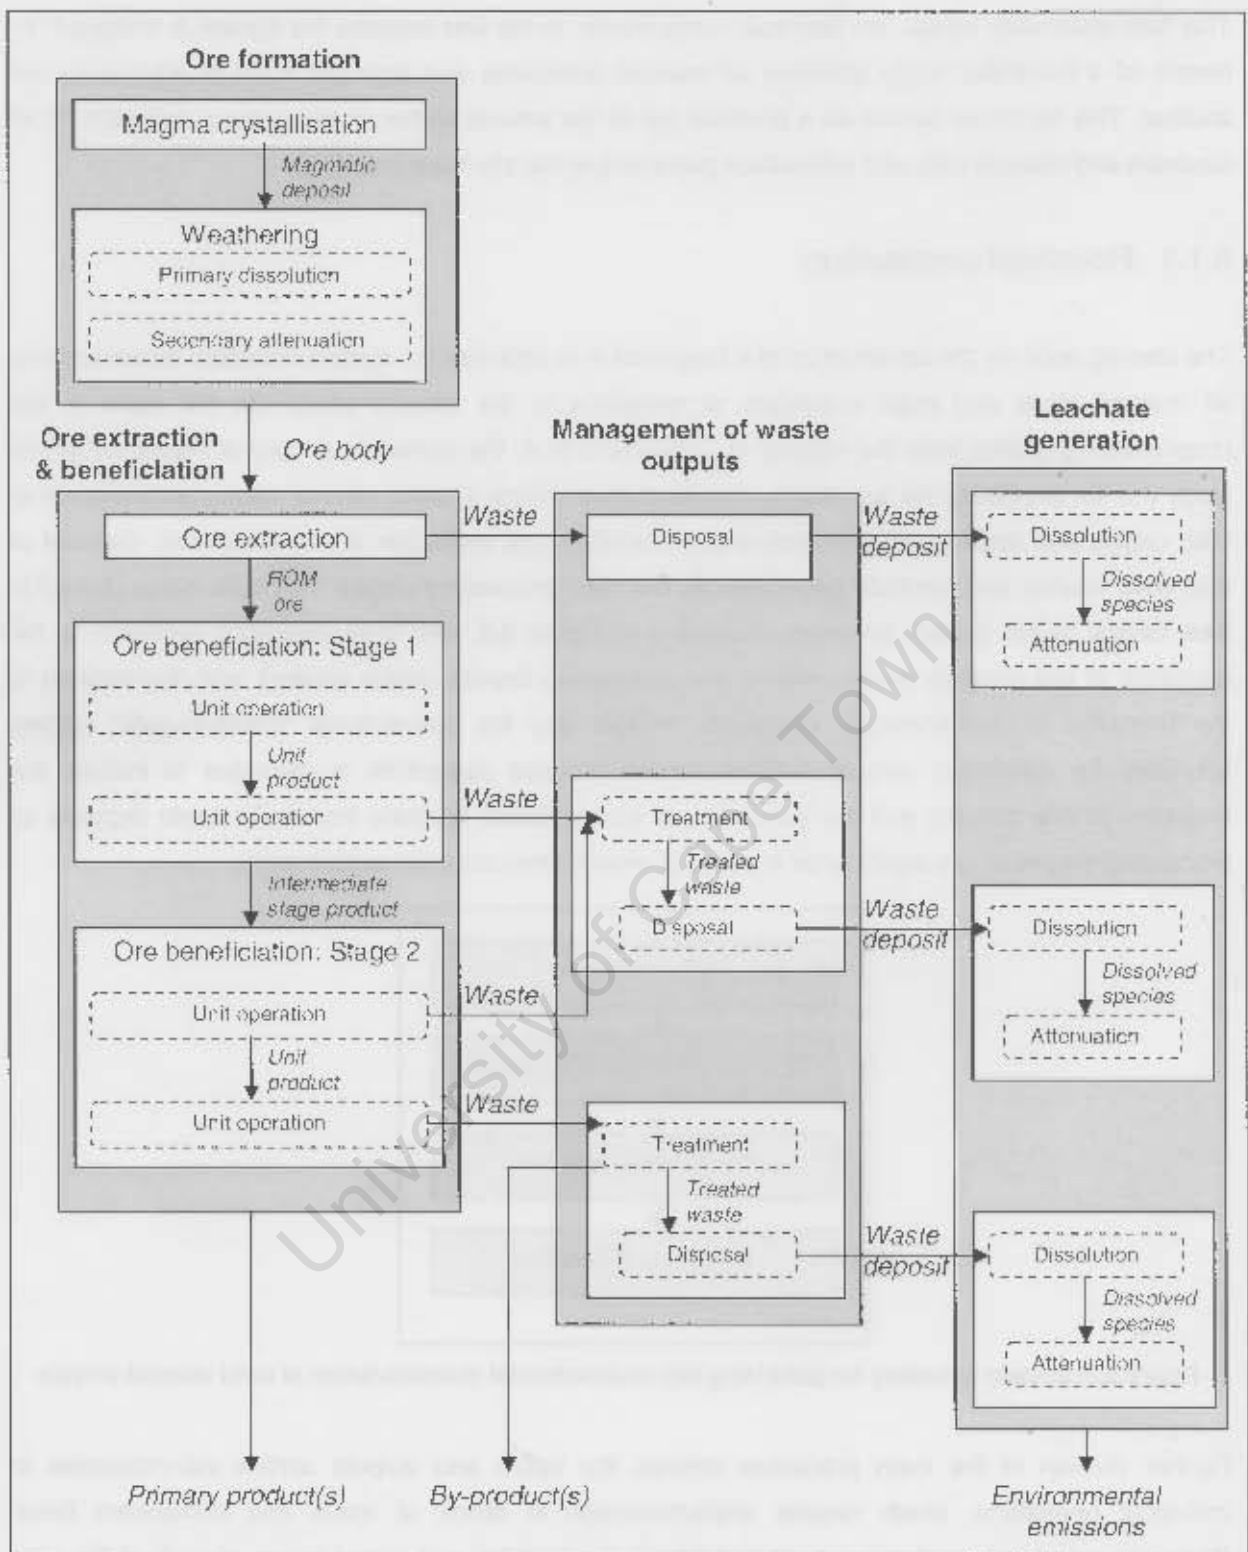 Ore formation
Magma crystallisation
Magmatic
deposit
Weathering
Primary dissolution
Secondary attenuation
Ore extraction
& beneficiation
Ore body
Ore extraction
ROM
ore
Ore beneficiation: Stage 1
Unit operation
Unit
product
Unit operation
Intermediate
stage product
Ore beneficiation: Stage 2
Unit operation
Unit
product
Unit operation
Waste
Waste
Waste
Waste
Management of waste
outputs
Disposal
Treatment
Treated
waste
Disposal
Treatment
Treated
waste
Disposal
Waste
deposit
Waste
deposit
Waste
deposit
Leachate
generation
Dissolution
Dissolved
species
Attenuation
Dissolution
Dissolved
species
Attenuation
Dissolution
Dissolved
species
Attenuation
Primary product(s)
By-product(s)
Environmental
emissions
University of Cape Town